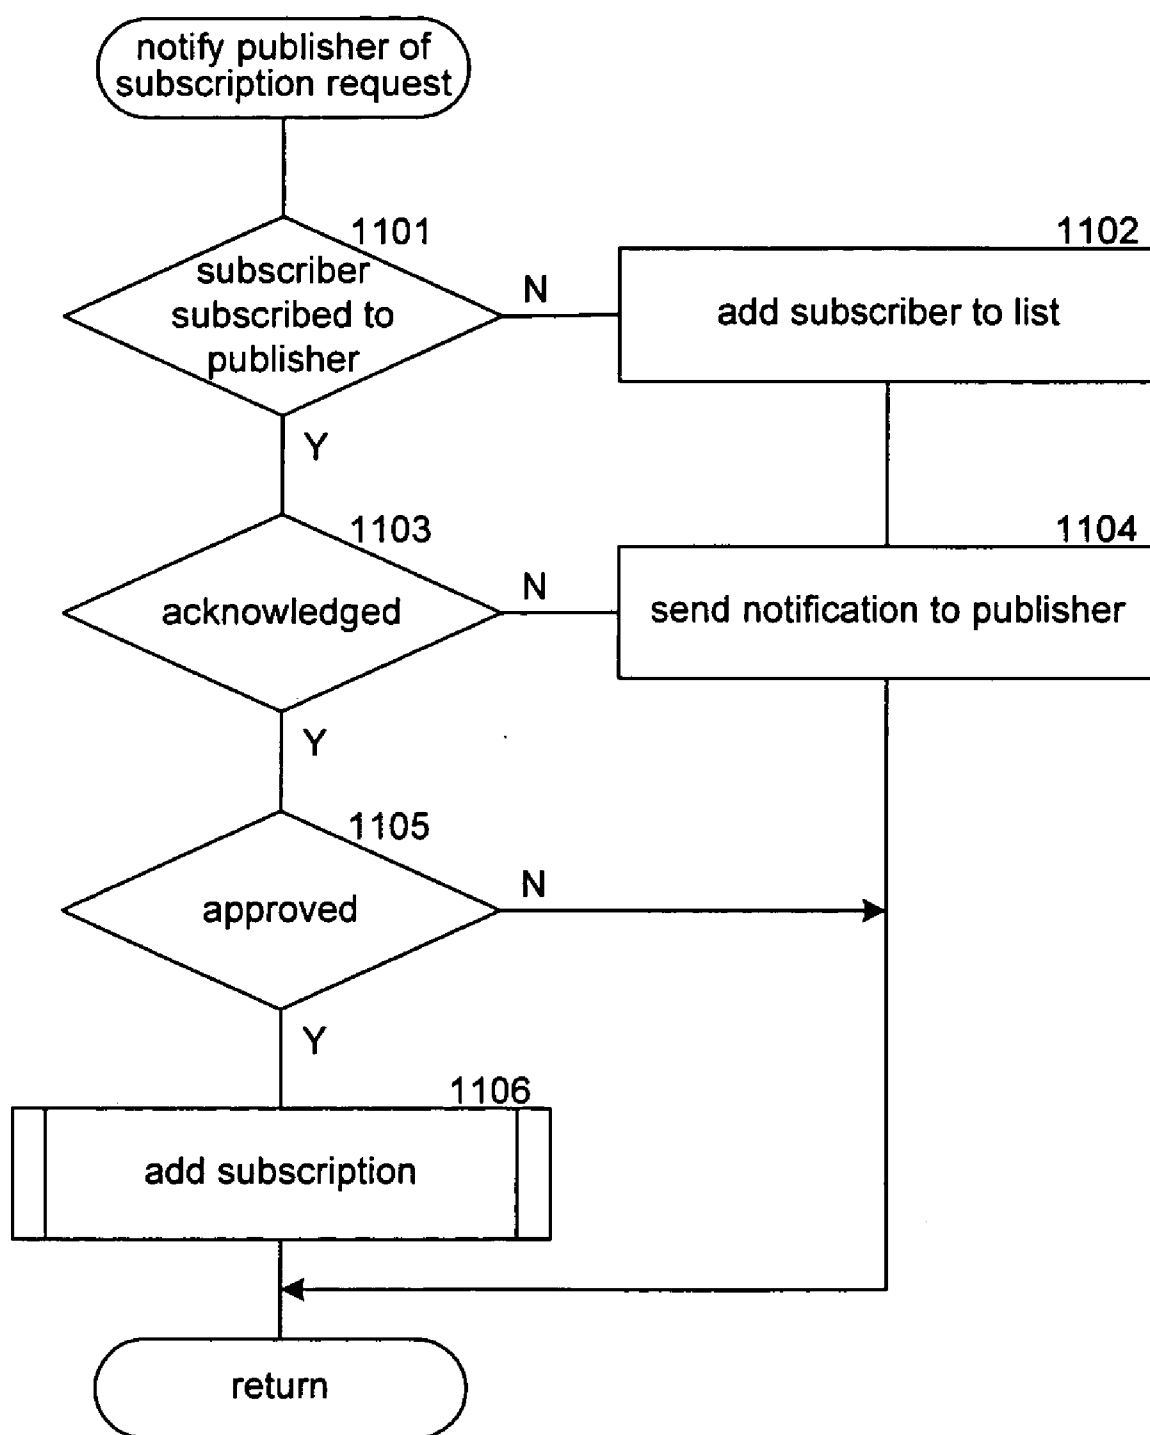 notify publisher of
subscription request
1101
subscriber
subscribed to
publisher
N
1102
add subscriber to list
Y
1103
acknowledged
N
1104
send notification to publisher
Y
1105
approved
N
Y
1106
add subscription
return